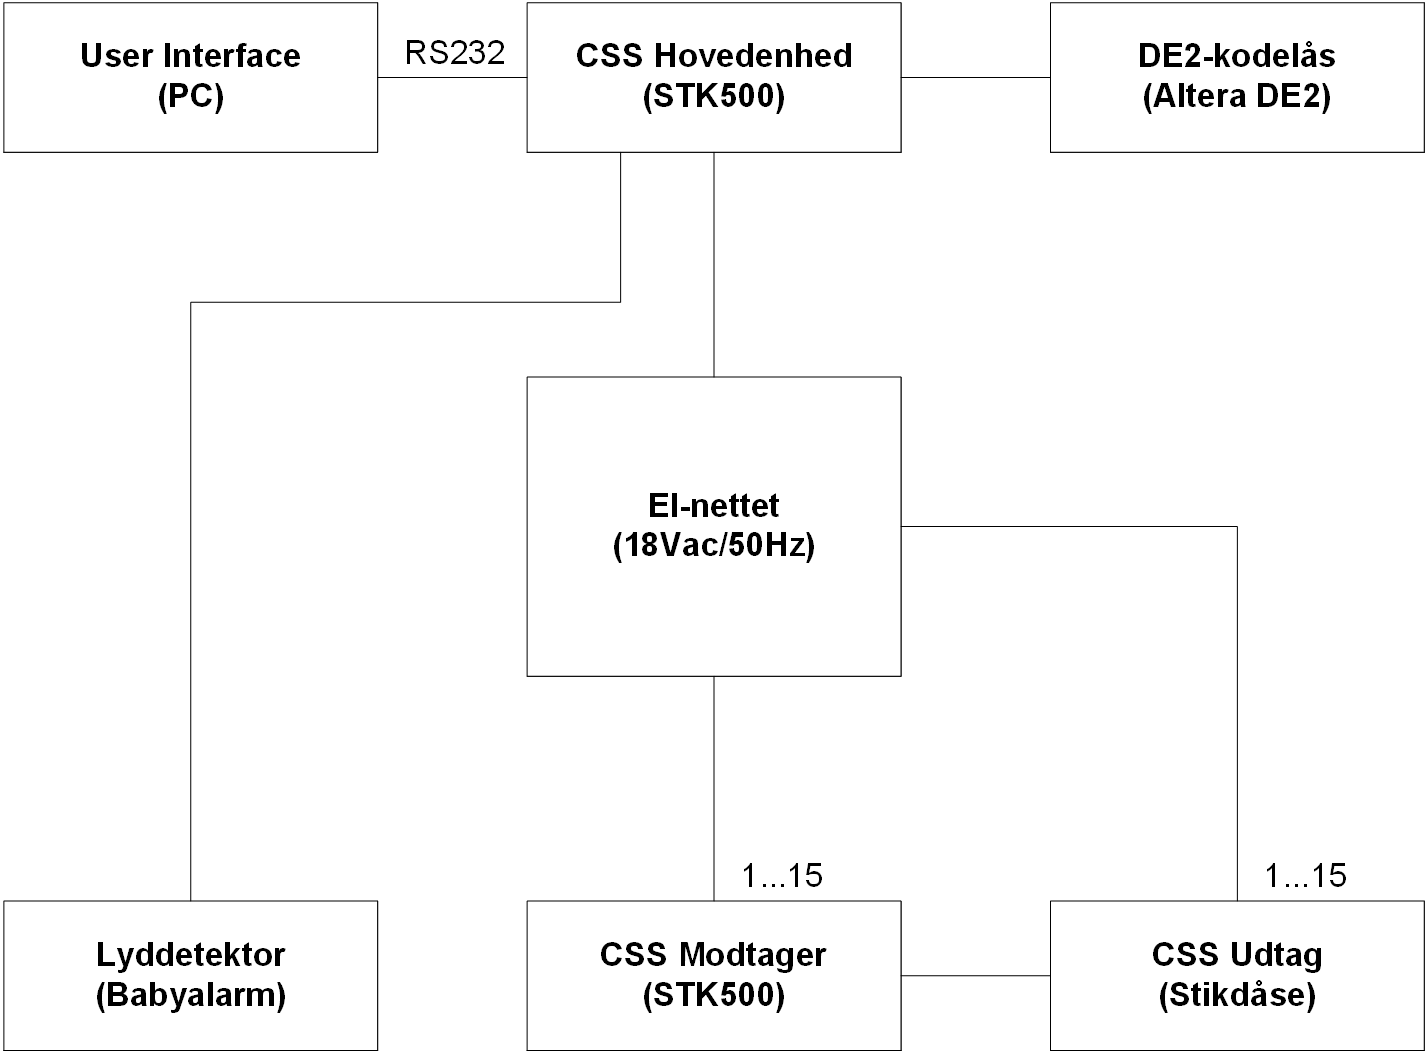 User Interface
(PC)
RS232
CSS Hovedenhed
(STK500)
DE2-kodelås
(Altera DE2)
El-nettet
(18Vac/50Hz)
1...15
1...15
Lyddetektor
(Babyalarm)
CSS Modtager
(STK500)
CSS Udtag
(Stikdåse)